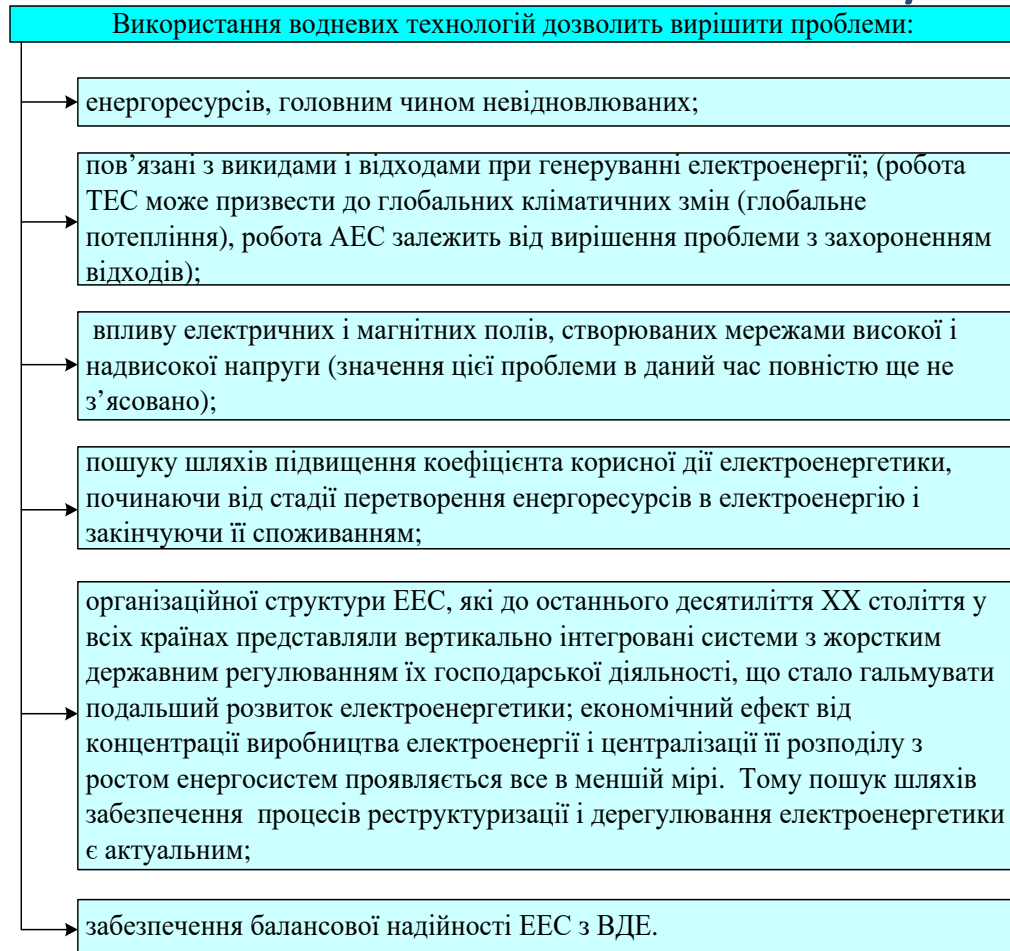 Використання водневих технологій дозволить вирішити проблеми:
енергоресурсів, головним чином невідновлюваних;
пов’язані з викидами і відходами при генеруванні електроенергії; (робота
ТЕС може призвести до глобальних кліматичних змін (глобальне
потепління), робота АЕС залежить від вирішення проблеми з захороненням
відходів);
впливу електричних і магнітних полів, створюваних мережами високої і
надвисокої напруги (значення цієї проблеми в даний час повністю ще не
з’ясовано);
пошуку шляхів підвищення коефіцієнта корисної дії електроенергетики,
починаючи від стадії перетворення енергоресурсів в електроенергію і
закінчуючи її споживанням;
організаційної структури ЕЕС, які до останнього десятиліття ХХ століття у
всіх країнах представляли вертикально інтегровані системи з жорстким
державним регулюванням їх господарської діяльності, що стало гальмувати
подальший розвиток електроенергетики; економічний ефект від
концентрації виробництва електроенергії і централізації її розподілу з
ростом енергосистем проявляється все в меншій мірі.  Тому пошук шляхів
забезпечення  процесів реструктуризації і дерегулювання електроенергетики
є актуальним;
забезпечення балансової надійності ЕЕС з ВДЕ.